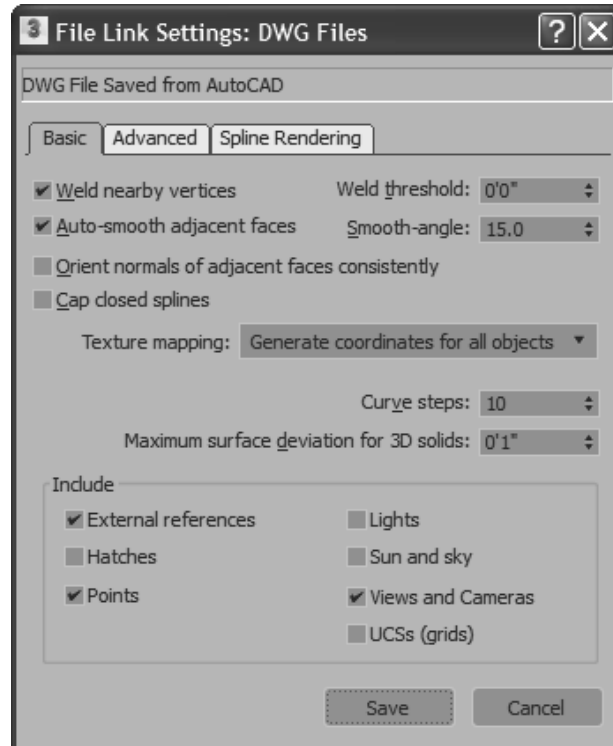 3 File Link Settings: DWG Files ? X
DWG File Saved from AutoCAD
Basic Advanced Spline Rendering
Weld nearby vertices Weld threshold: 0'0"
Auto-smooth adjacent faces Smooth-angle: 15.0
Orient normals of adjacent faces consistently
Cap closed splines
Texture mapping: Generate coordinates for all objects
Curve steps: 10
Maximum surface deviation for 3D solids: 0'1"
Include
External references Lights
Hatches Sun and sky
Points Views and Cameras
UCSs (grids)
Save Cancel